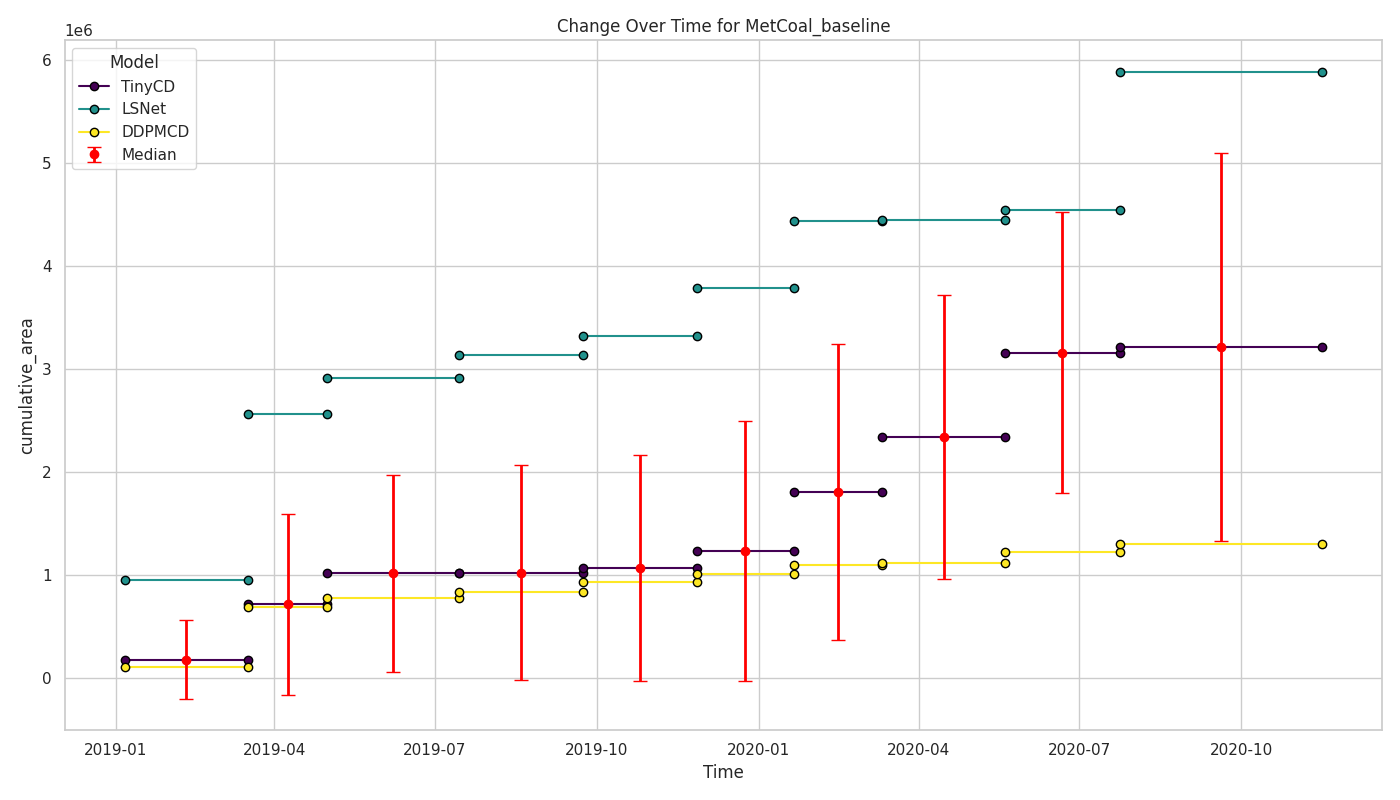 Change Over Time for MetCoal_baseline
1e6
Model
TinyCD
LSNet
DDPMCD
Median
6
5
4
3
2
1
0
cumulative_area
2019-01
2019-04
2019-07
2019-10
2020-01
2020-04
2020-07
2020-10
Time